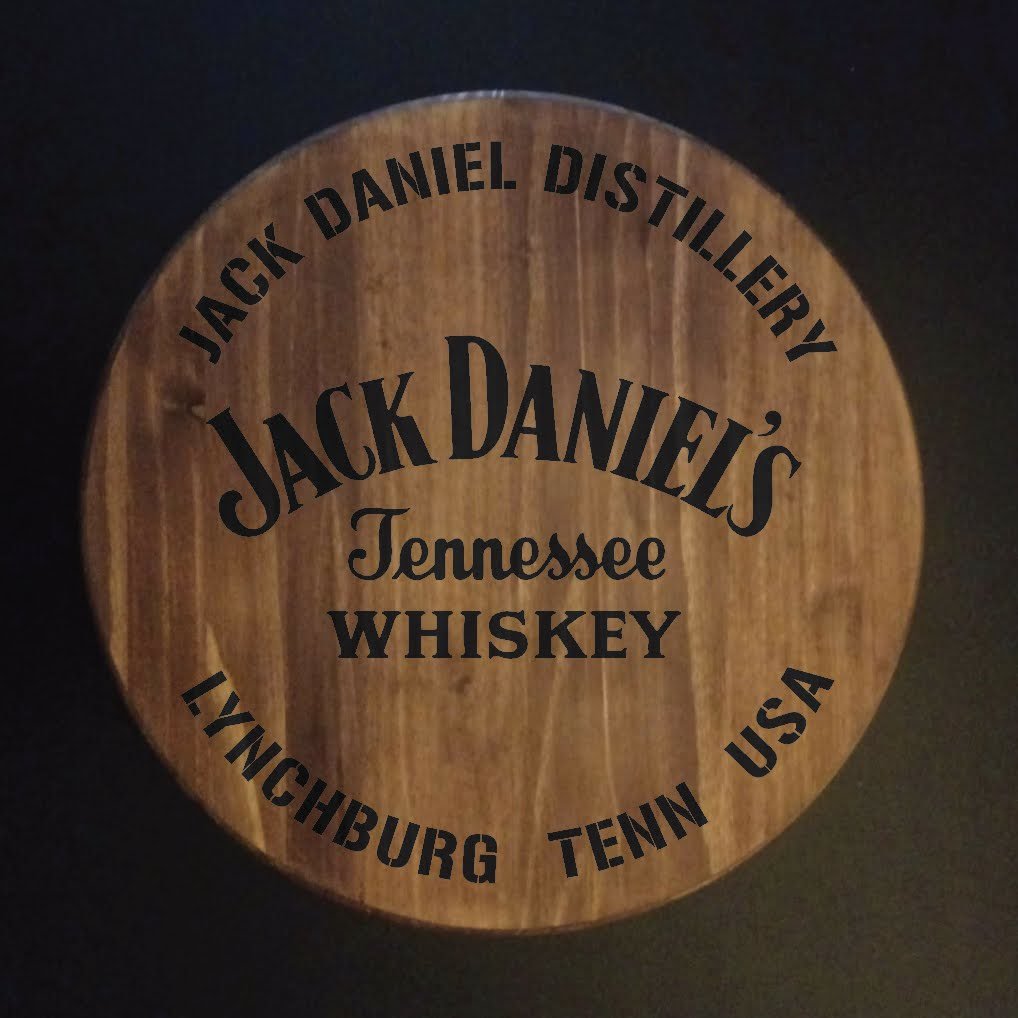 JACK DANIEL DISTILLERY
JACK DANIEL'S
Tennessee
WHISKEY
LYNCHBURG TENN USA